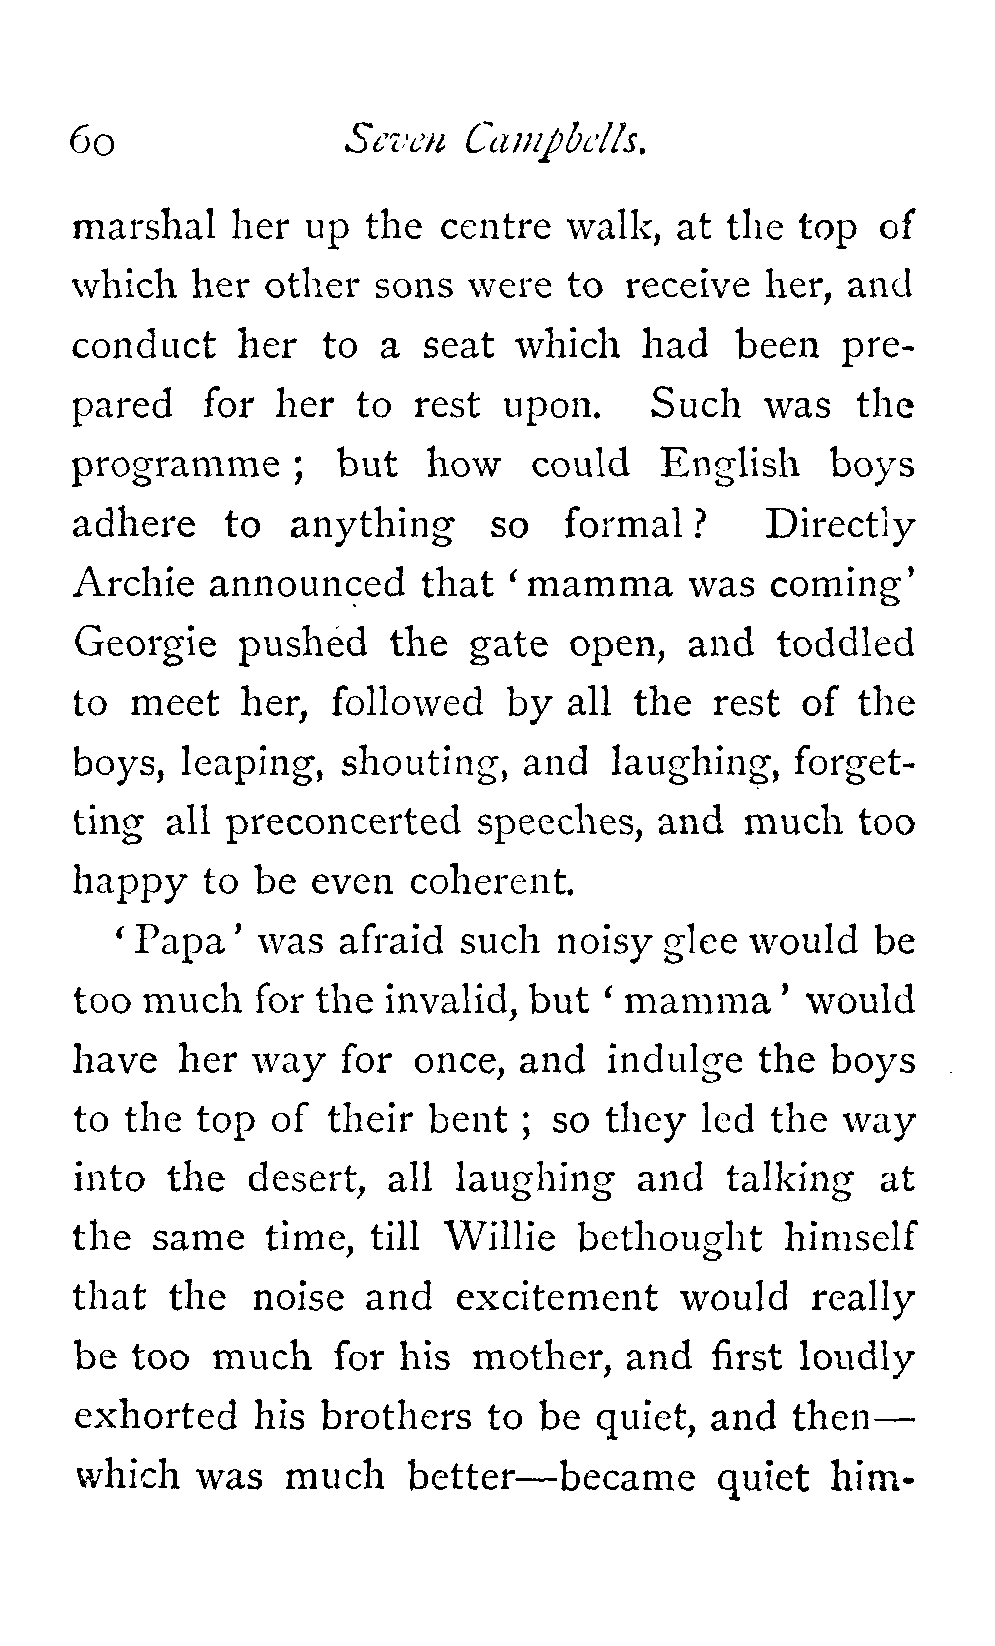 60 Seven Campbells.
marshal her up the centre walk, at the top of
which her other sons were to receive her, and
conduct her to a seat which had been pre-
pared for her to rest upon. Such was the
programme ; but how could English boys
adhere to anything so formal ? Directly
Archie announced that ‘ mamma was coming’
Georgie pushed the gate open, and toddled
to meet her, followed by all the rest of the
boys, leaping, shouting, and laughing, forget-
ting all preconcerted speeches, and much too
happy to be even coherent.
‘ Papa ’ was afraid such noisy glee would be
too much for the invalid, but ‘ mamma ’ would
have her way for once, and indulge the boys
to the top of their bent ; so they led the way
into the desert, all laughing and talking at
the same time, till Willie bethought himself
that the noise and excitement would really
be too much for his mother, and first loudly
exhorted his brothers to be quiet, and then—
which was much better—became quiet him-